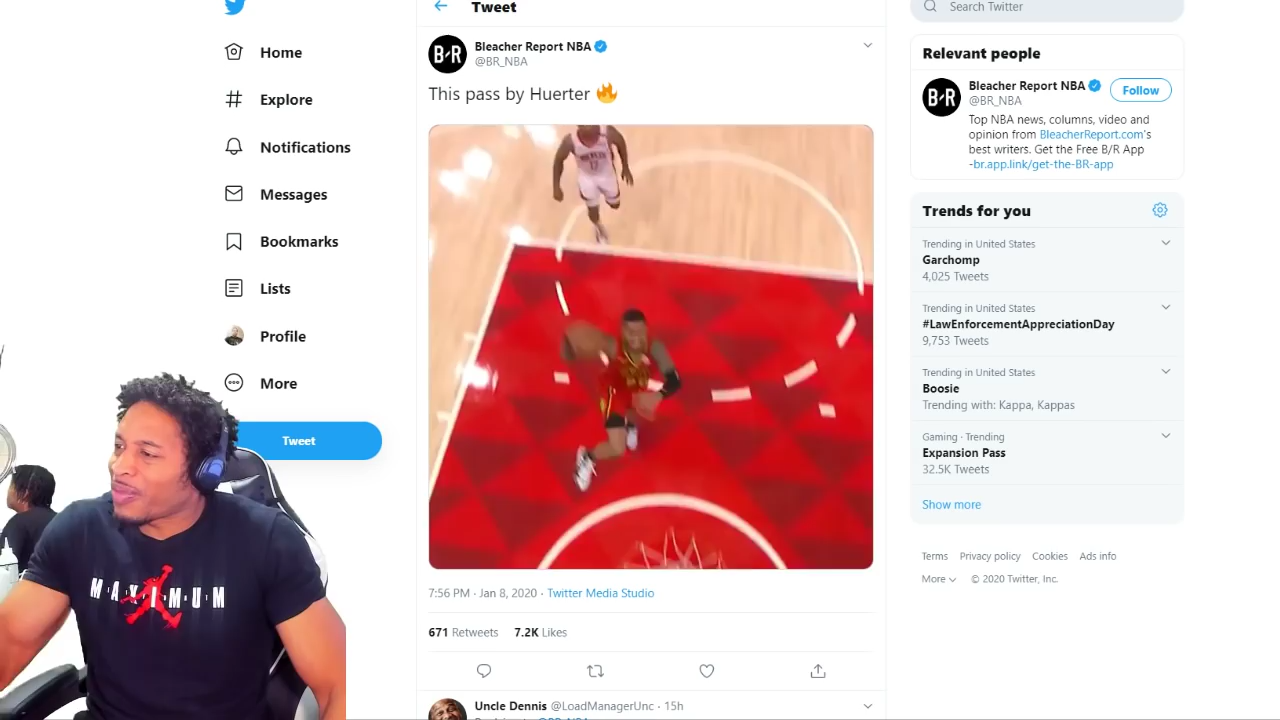 Tweet
Search Twitter
Home
Explore
Notifications
Messages
Bookmarks
Lists
Profile
More
Tweet
B/R
Bleacher Report NBA
@BR_NBA
This pass by Huerter 🔥
7:56 PM · Jan 8, 2020 · Twitter Media Studio
671 Retweets 7.2K Likes
Uncle Dennis @LoadManagerUnc · 15h
Relevant people
B/R
Bleacher Report NBA
@BR_NBA
Follow
Top NBA news, columns, video and
opinion from BleacherReport.com's
best writers. Get the Free B/R App
-br.app.link/get-the-BR-app
Trends for you
Trending in United States
Garchomp
4,025 Tweets
Trending in United States
#LawEnforcementAppreciationDay
9,753 Tweets
Trending in United States
Boosie
Trending with: Kappa, Kappas
Gaming · Trending
Expansion Pass
32.5K Tweets
Show more
Terms Privacy policy Cookies Ads info
More © 2020 Twitter, Inc.
MAXIMUM